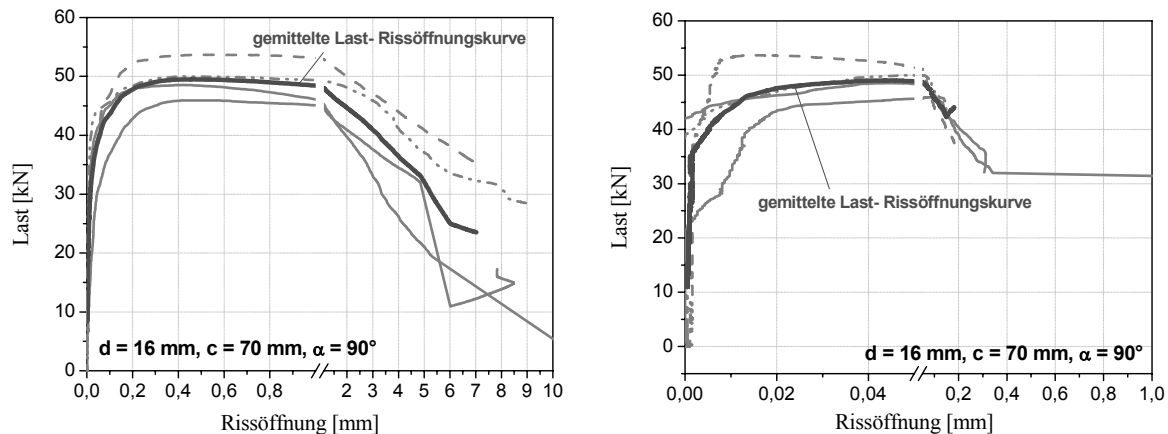 60
50
40
30
20
10
0
Last [kN]
gemittelte Last- Rissöffnungskurve
d = 16 mm, c = 70 mm, α = 90°
0,0 0,2 0,4 0,6 0,8 2 3 4 5 6 7 8 9 10
Rissöffnung [mm]
60
50
40
30
20
10
0
Last [kN]
gemittelte Last- Rissöffnungskurve
d = 16 mm, c = 70 mm, α = 90°
0,00 0,02 0,04 0,2 0,4 0,6 0,8 1,0
Rissöffnung [mm]